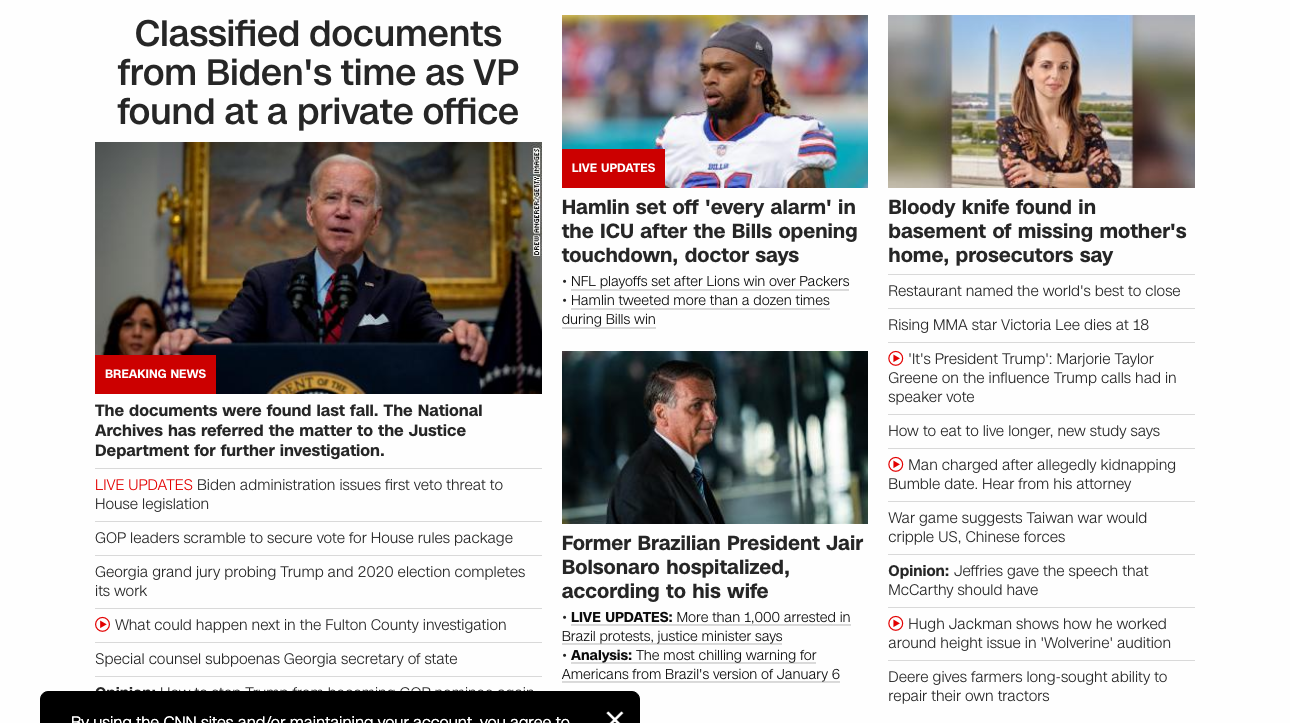 Classified documents
from Biden's time as VP
found at a private office
DREW ANGERER/GETTY IMAGES
BREAKING NEWS
The documents were found last fall. The National
Archives has referred the matter to the Justice
Department for further investigation.
LIVE UPDATES Biden administration issues first veto threat to
House legislation
GOP leaders scramble to secure vote for House rules package
Georgia grand jury probing Trump and 2020 election completes
its work
What could happen next in the Fulton County investigation
Special counsel subpoenas Georgia secretary of state
Opinion: How to stop Trump from becoming GOP nominee again
By using the CNN sites and/or maintaining your account, you agree to
LIVE UPDATES
BILLS
Hamlin set off 'every alarm' in
the ICU after the Bills opening
touchdown, doctor says
• NFL playoffs set after Lions win over Packers
• Hamlin tweeted more than a dozen times
during Bills win
Former Brazilian President Jair
Bolsonaro hospitalized,
according to his wife
• LIVE UPDATES: More than 1,000 arrested in
Brazil protests, justice minister says
• Analysis: The most chilling warning for
Americans from Brazil's version of January 6
Bloody knife found in
basement of missing mother's
home, prosecutors say
Restaurant named the world's best to close
Rising MMA star Victoria Lee dies at 18
'It's President Trump': Marjorie Taylor
Greene on the influence Trump calls had in
speaker vote
How to eat to live longer, new study says
Man charged after allegedly kidnapping
Bumble date. Hear from his attorney
War game suggests Taiwan war would
cripple US, Chinese forces
Opinion: Jeffries gave the speech that
McCarthy should have
Hugh Jackman shows how he worked
around height issue in 'Wolverine' audition
Deere gives farmers long-sought ability to
repair their own tractors